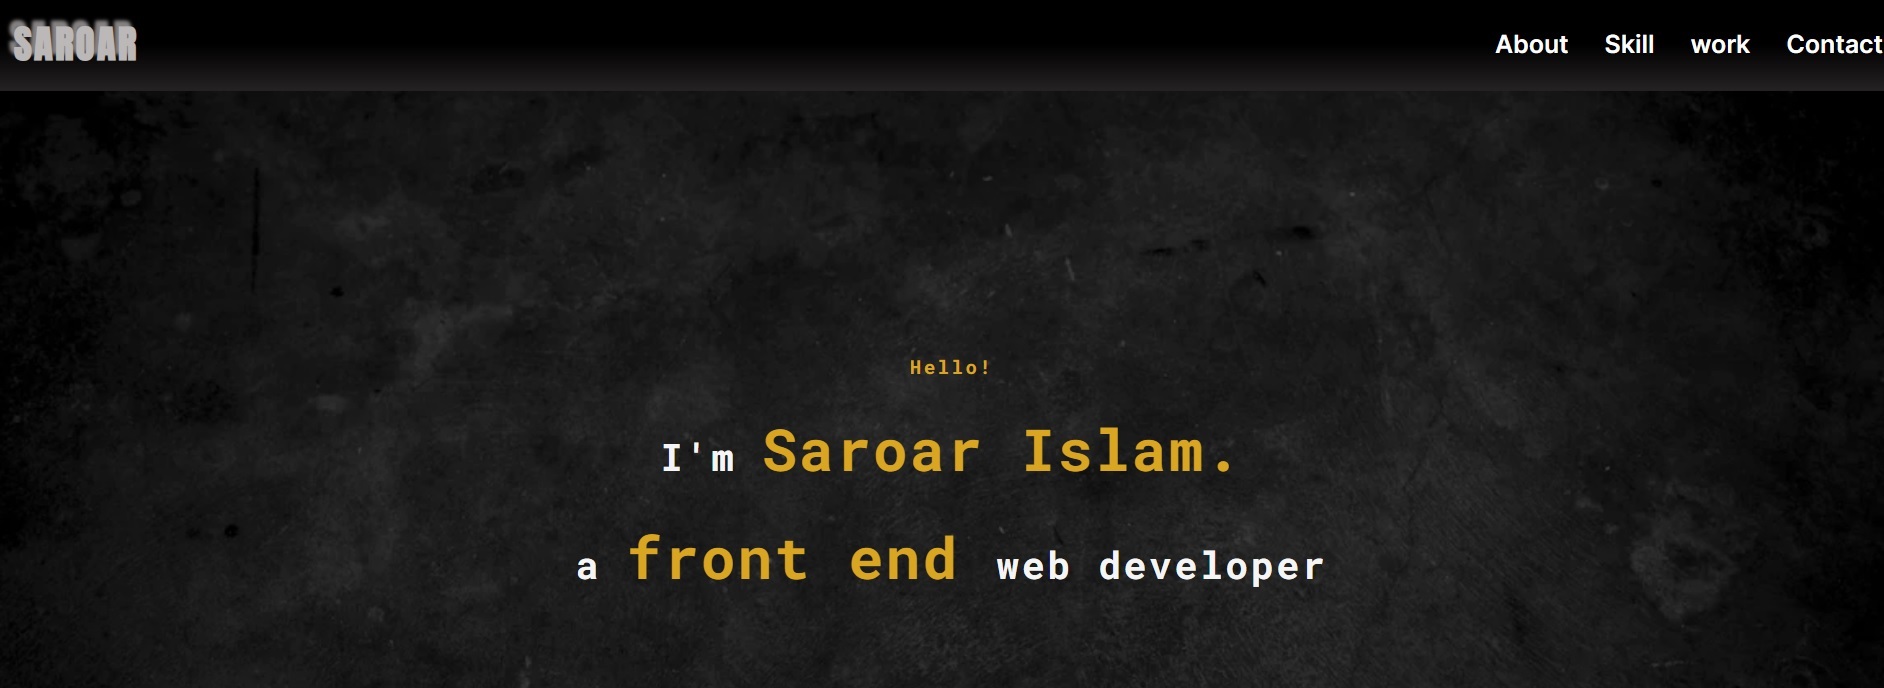 SAROAR
About Skill work Contact
Hello!
I'm Saroar Islam.
a front end web developer